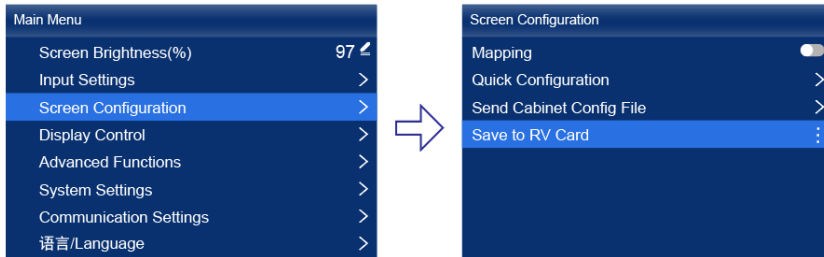 Main Menu
Screen Brightness(%) 97
Input Settings
Screen Configuration
Display Control
Advanced Functions
System Settings
Communication Settings
语言/Language
Screen Configuration
Mapping
Quick Configuration
Send Cabinet Config File
Save to RV Card